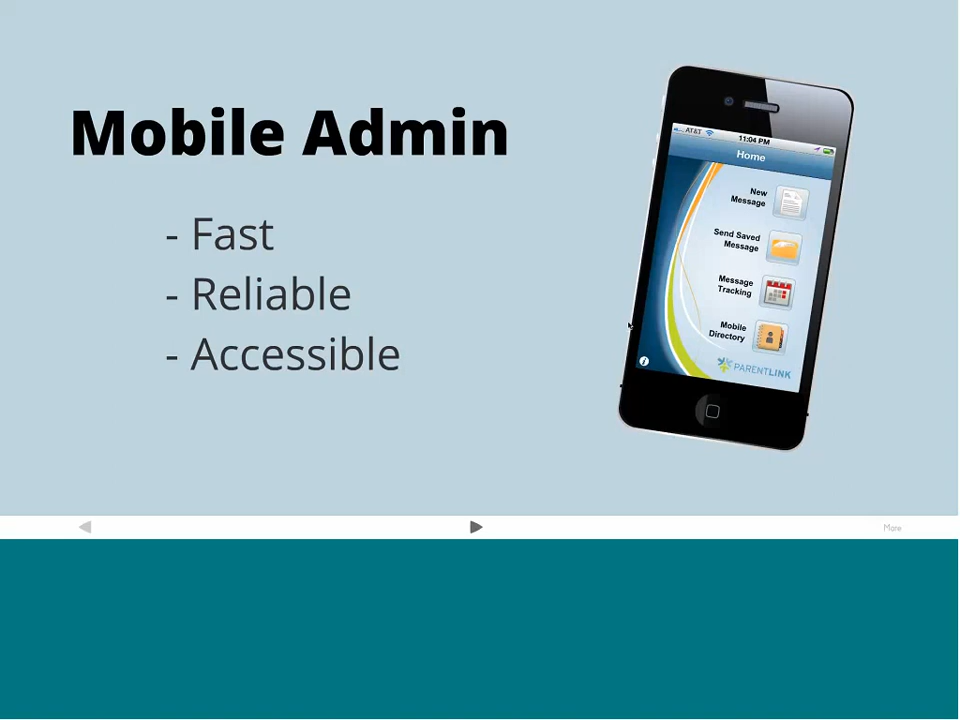 Mobile Admin
- Fast
- Reliable
- Accessible
AT&T
11:04 PM
Home
New
Message
Send Saved
Message
Message
Tracking
Mobile
Directory
i
PARENTLINK
More